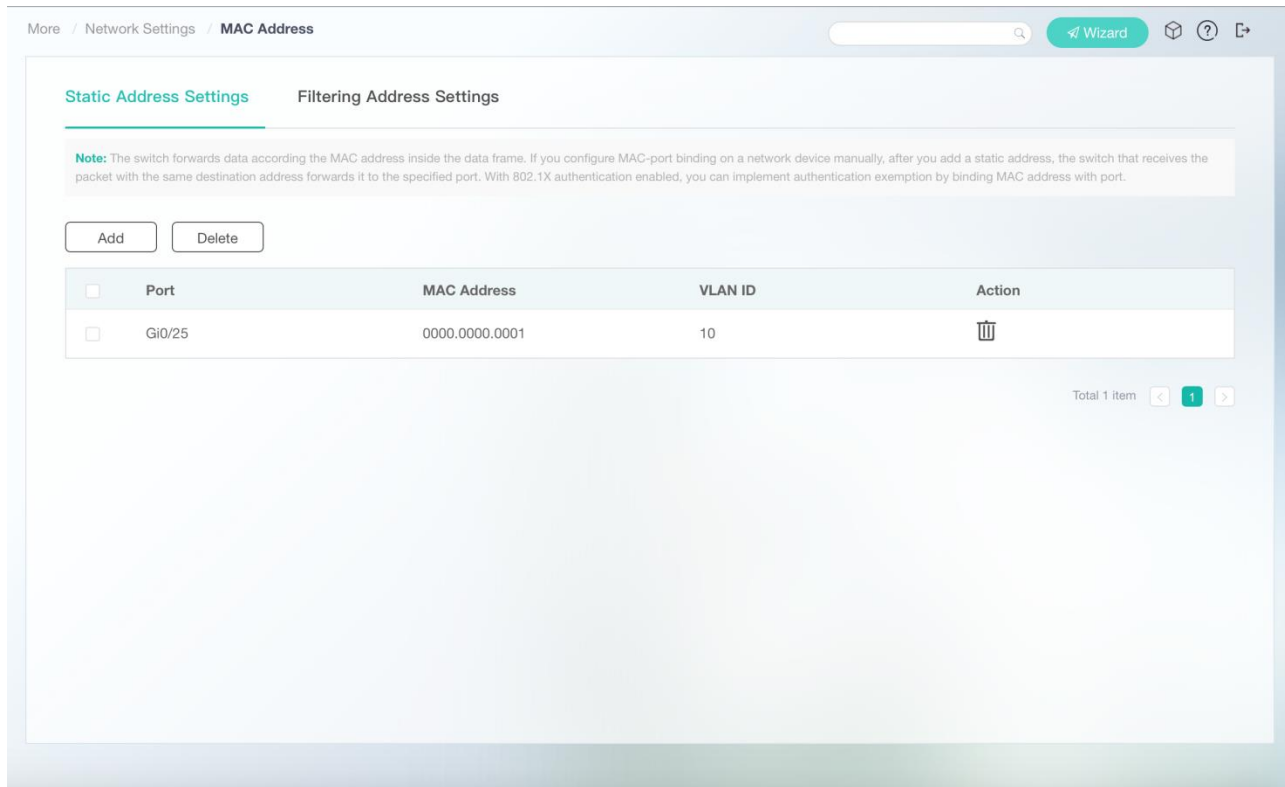 More / Network Settings / MAC Address
Wizard
Static Address Settings Filtering Address Settings
Note: The switch forwards data according the MAC address inside the data frame. If you configure MAC-port binding on a network device manually, after you add a static address, the switch that receives the
packet with the same destination address forwards it to the specified port. With 802.1X authentication enabled, you can implement authentication exemption by binding MAC address with port.
Add Delete
Port MAC Address VLAN ID Action
Gi0/25 0000.0000.0001 10
Total 1 item < 1 >